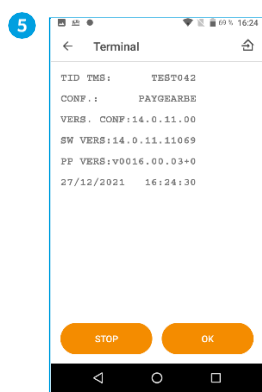 5
69 % 16:24
Terminal
TID TMS: TEST042
CONF.: PAYGEARBE
VERS. CONF:14.0.11.00
SW VERS:14.0.11.11069
PP VERS:v0016.00.03+0
27/12/2021 16:24:30
STOP OK